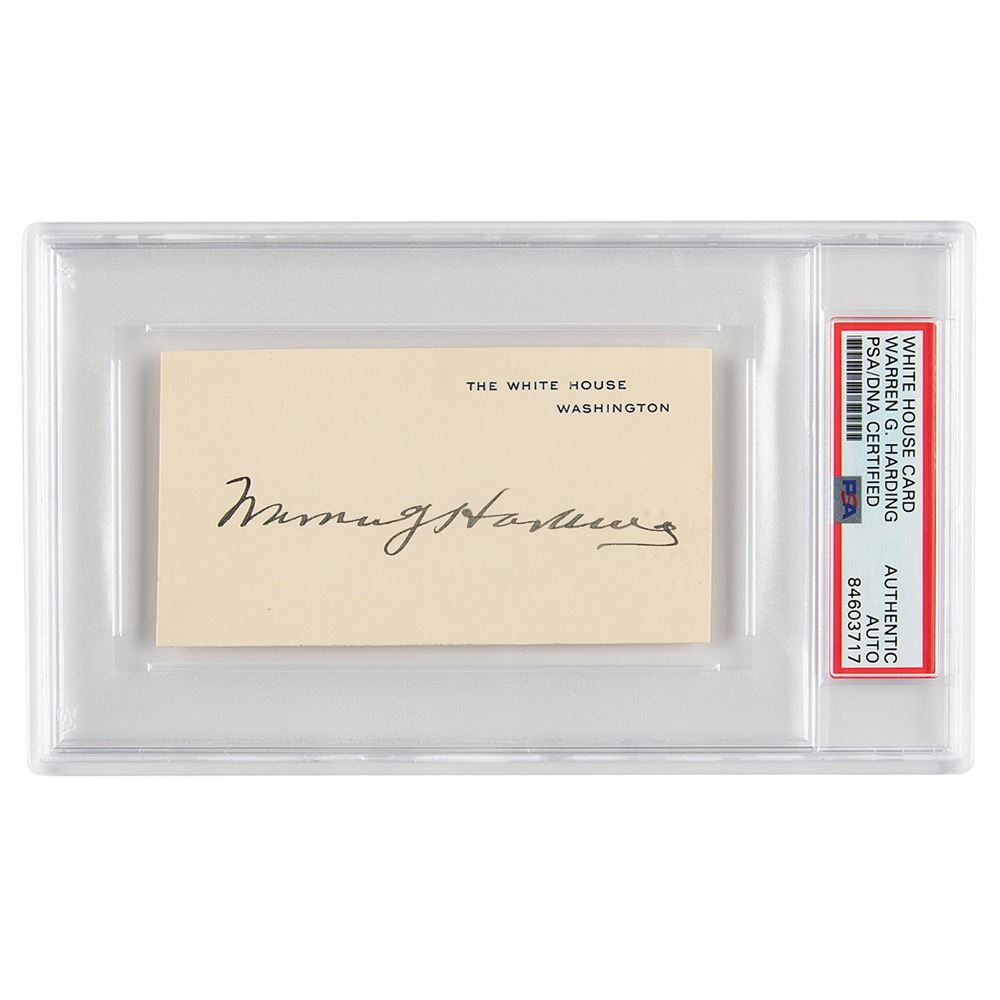 THE WHITE HOUSE
WASHINGTON
Warren G Harding
WHITE HOUSE CARD
WARREN G. HARDING
PSA/DNA CERTIFIED
PSA
AUTHENTIC
AUTO
84603717